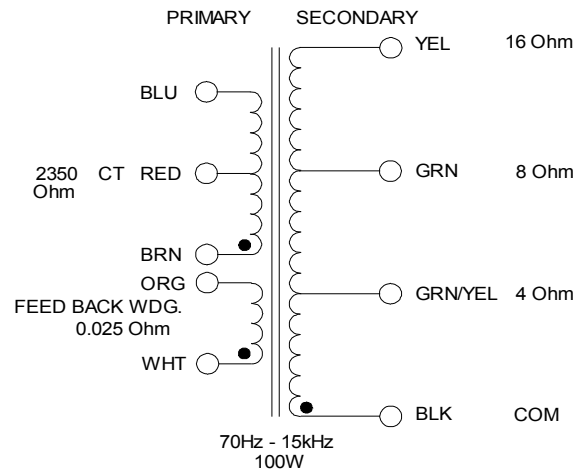 PRIMARY SECONDARY
YEL 16 Ohm
BLU
2350 Ohm CT RED
GRN 8 Ohm
BRN
ORG
FEED BACK WDG.
0.025 Ohm
GRN/YEL 4 Ohm
WHT
BLK COM
70Hz - 15kHz
100W